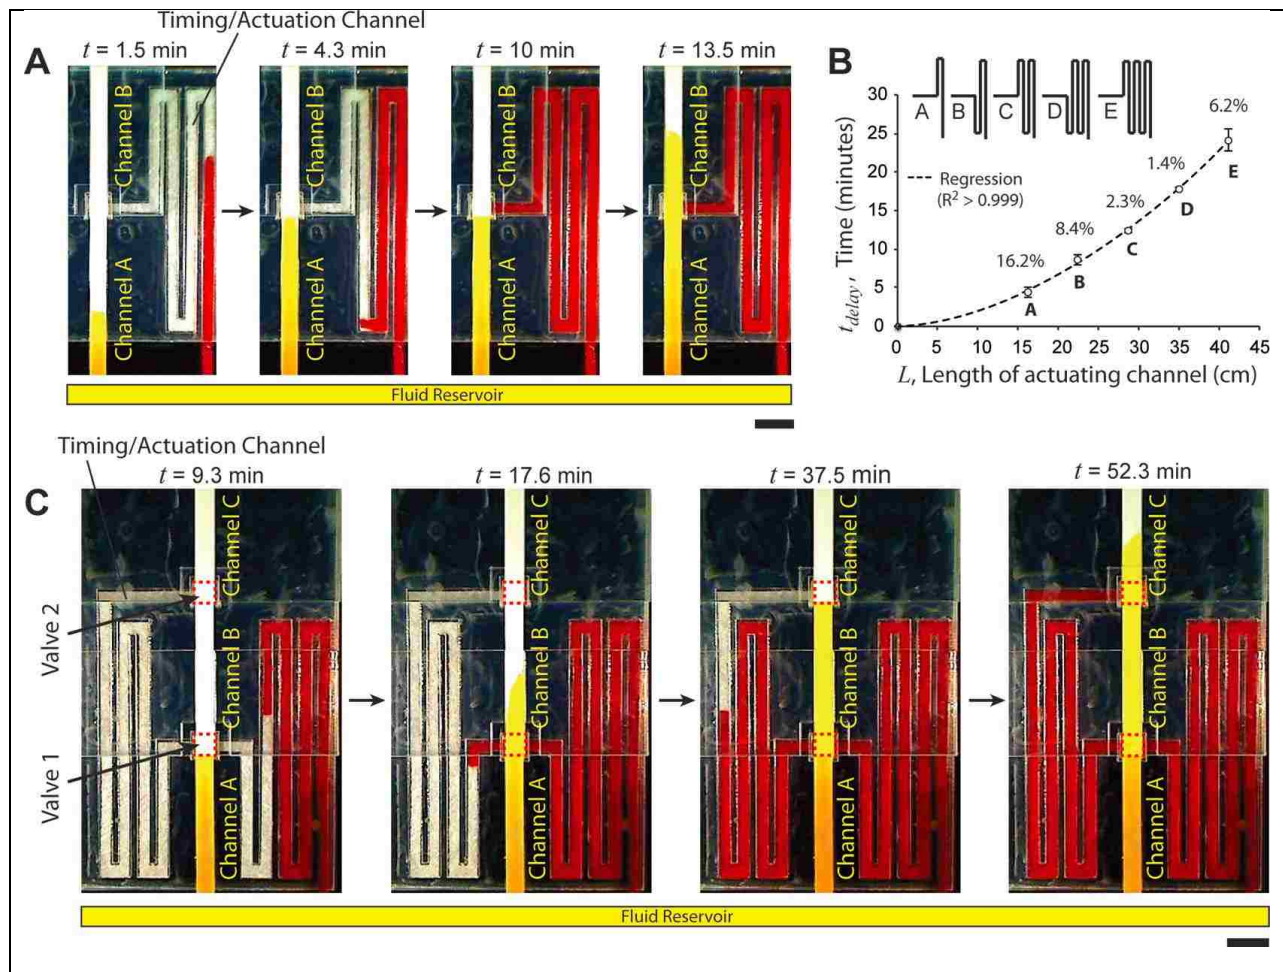 Timing/Actuation Channel
A
t = 1.5 min
t = 4.3 min
t = 10 min
t = 13.5 min
Channel B
Channel A
Channel B
Channel A
Channel B
Channel A
Channel B
Channel A
Fluid Reservoir
B
A
B
C
D
E
t_delay, Time (minutes)
30
25
20
15
10
5
0
Regression
(R² > 0.999)
16.2%
8.4%
2.3%
1.4%
6.2%
A
B
C
D
E
0
5
10
15
20
25
30
35
40
45
L, Length of actuating channel (cm)
Timing/Actuation Channel
C
t = 9.3 min
t = 17.6 min
t = 37.5 min
t = 52.3 min
Valve 2
Valve 1
Channel C
Channel B
Channel A
Channel C
Channel B
Channel A
Channel C
Channel B
Channel A
Channel C
Channel B
Channel A
Fluid Reservoir